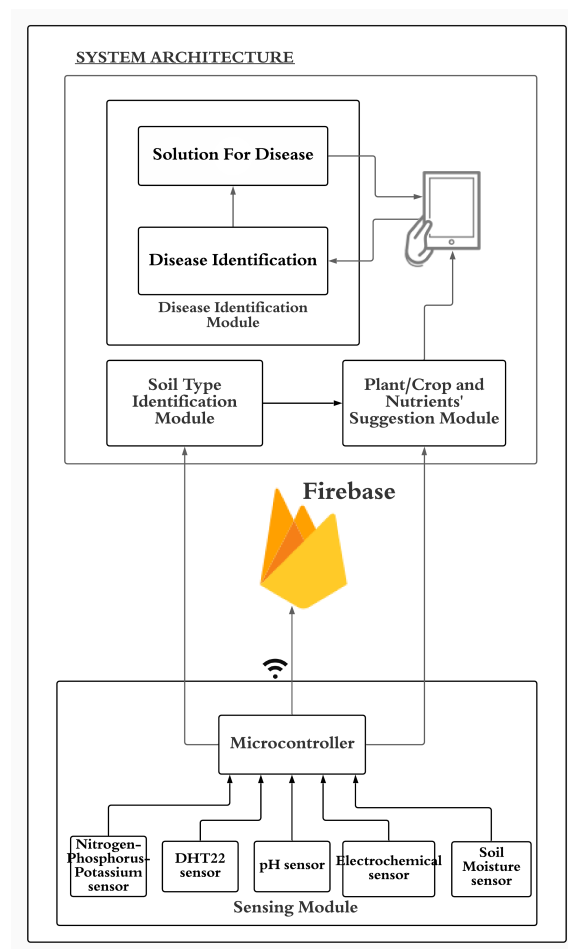 SYSTEM ARCHITECTURE
Solution For Disease
Disease Identification
Disease Identification
Module
Soil Type
Identification
Module
Plant/Crop and
Nutrients'
Suggestion Module
Firebase
Microcontroller
Nitrogen-
Phosphorus-
Potassium
sensor
DHT22
sensor
pH sensor
Electrochemical
sensor
Soil
Moisture
sensor
Sensing Module